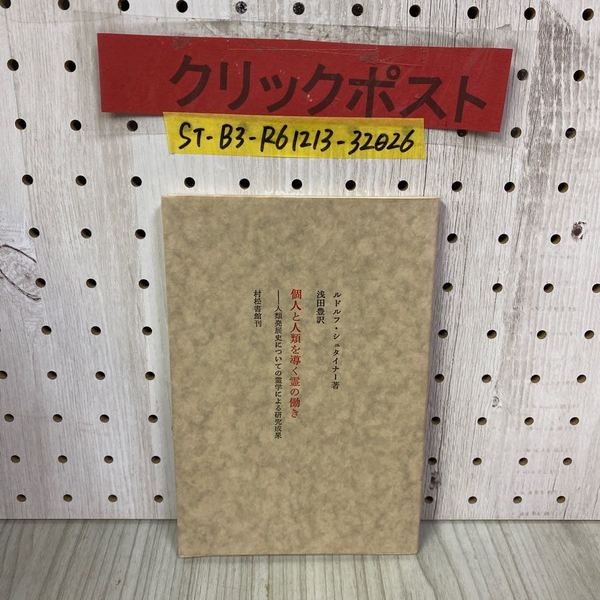 クリックポスト
ST-B3-R61213-32026
ルドルフ・シュタイナー著
浅田豊訳
個人と人類を導く霊の働き
――人類発展史についての霊学による研究成果
村松書館刊